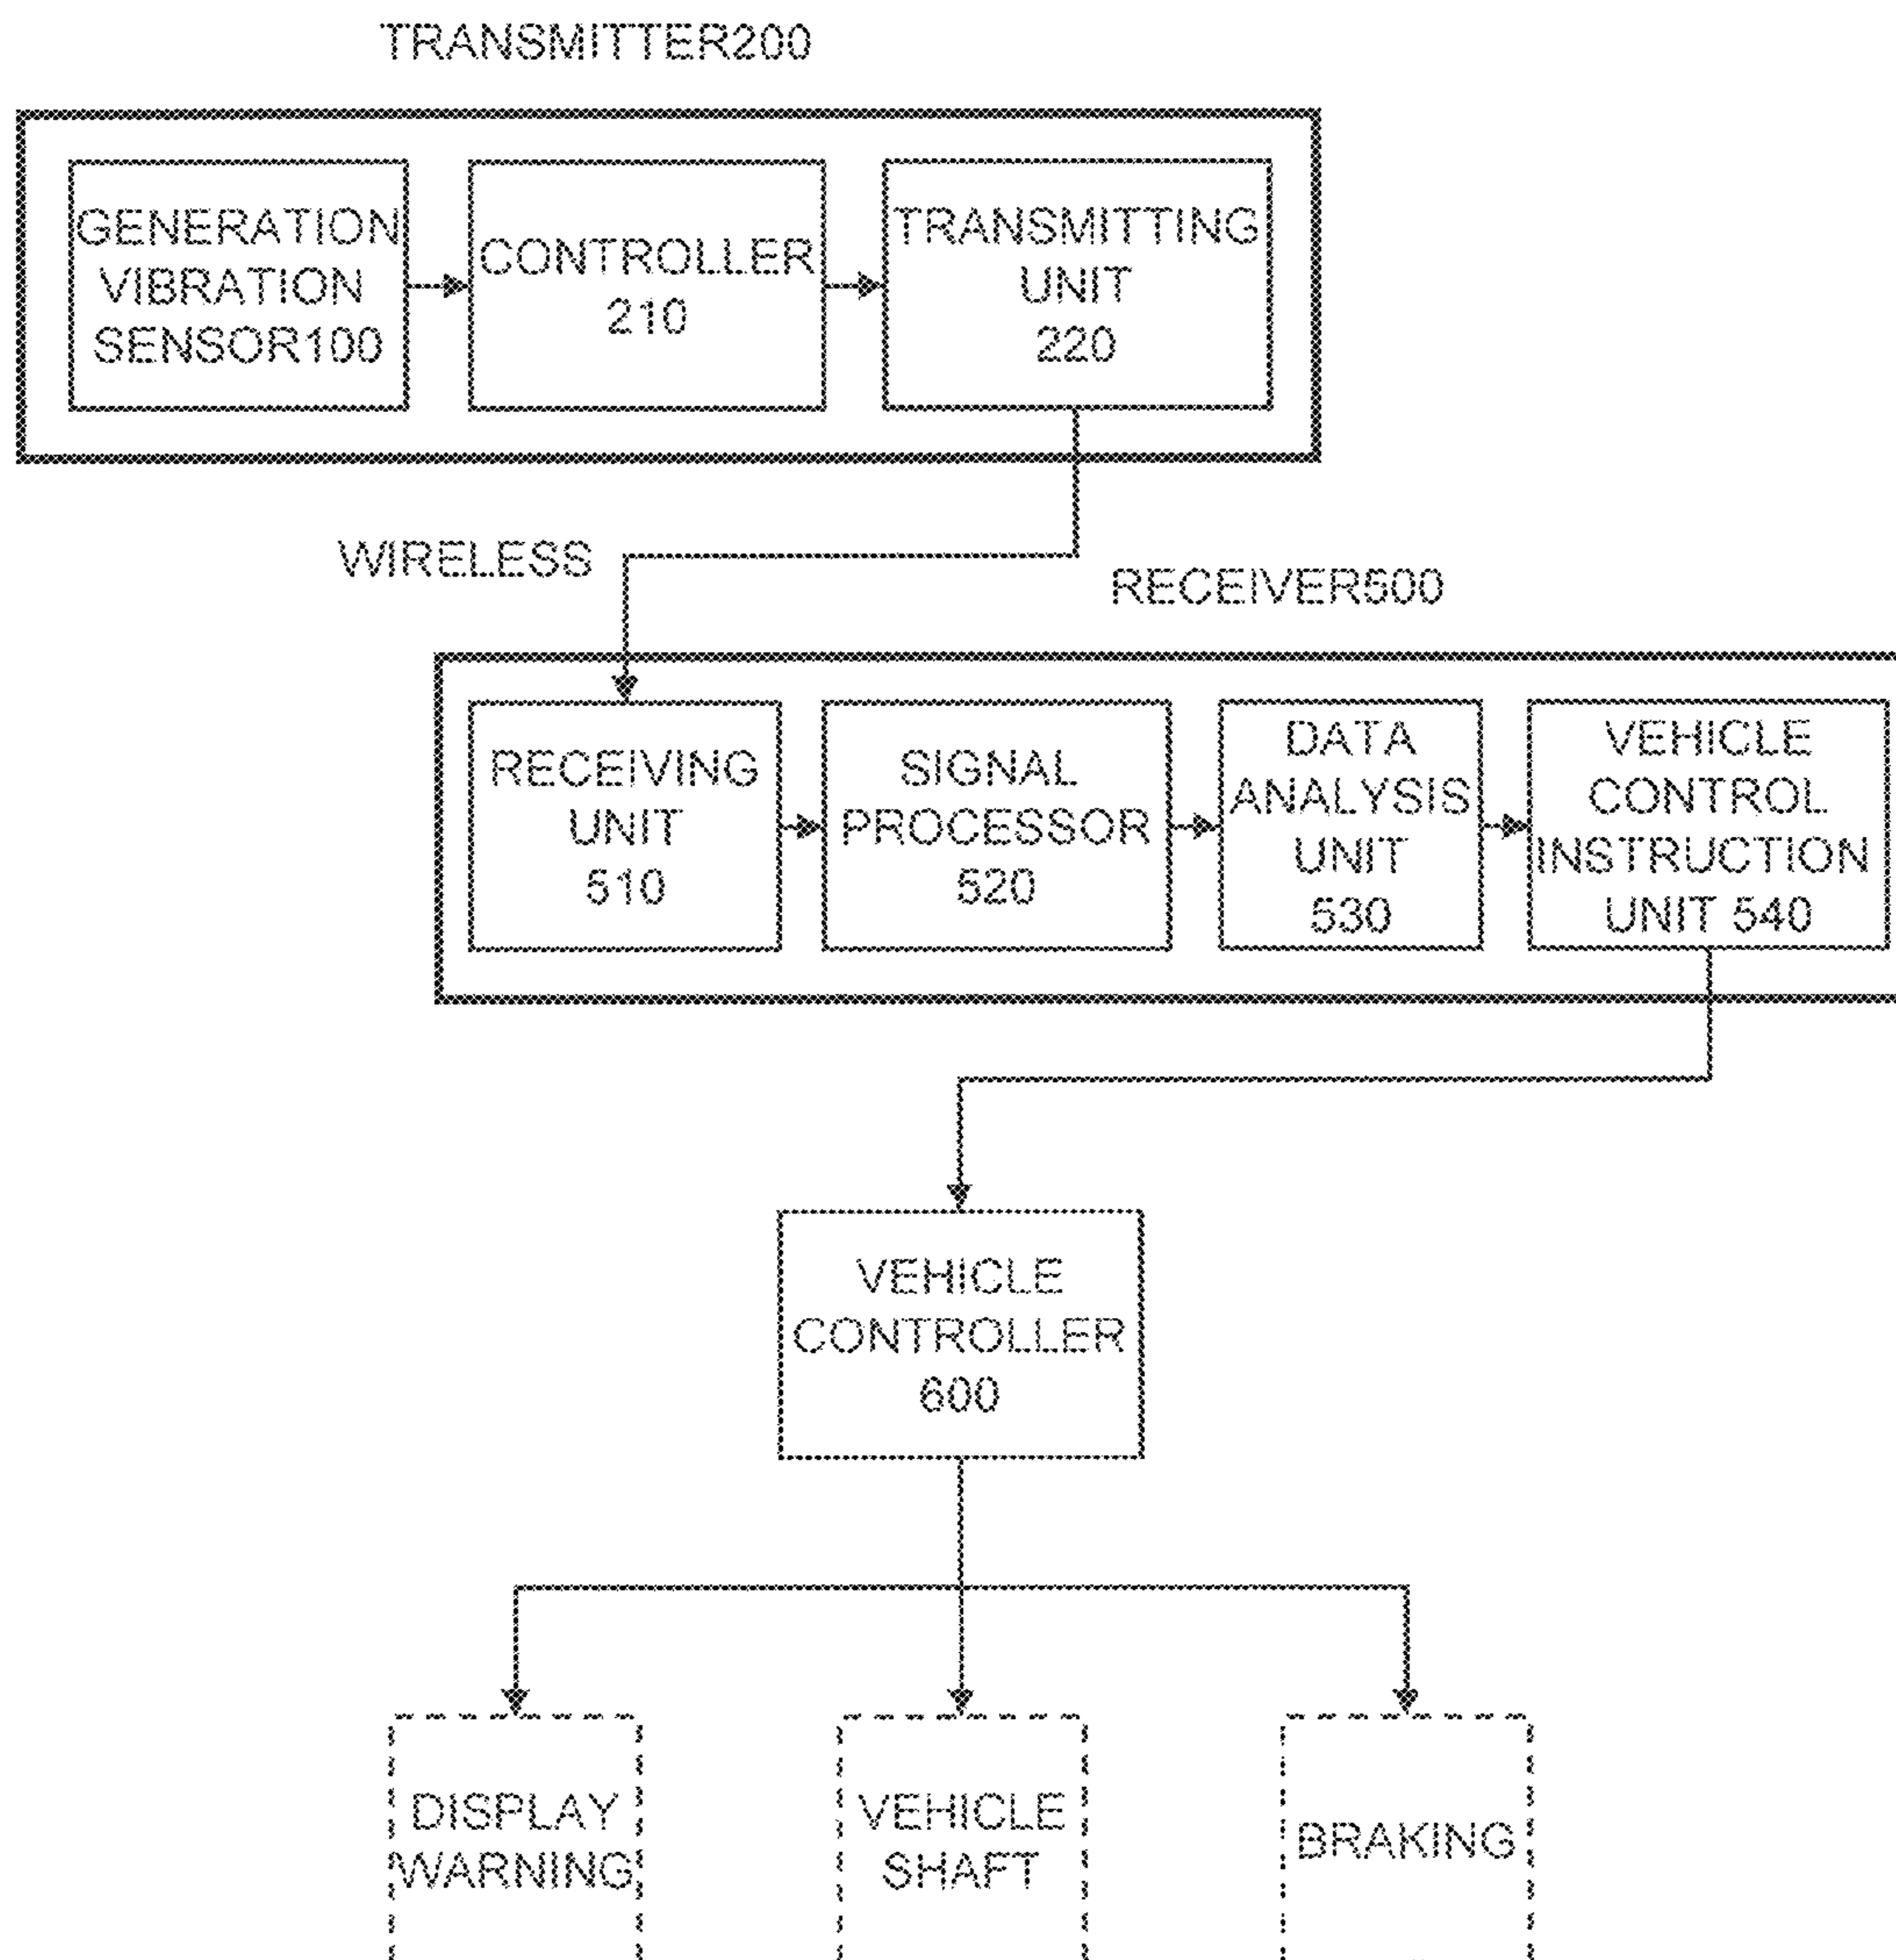 TRANSMITTER200
GENERATION
VIBRATION
SENSOR100
CONTROLLER
210
TRANSMITTING
UNIT
220
WIRELESS
RECEIVER500
RECEIVING
UNIT
510
SIGNAL
PROCESSOR
520
DATA
ANALYSIS
UNIT
530
VEHICLE
CONTROL
INSTRUCTION
UNIT 540
VEHICLE
CONTROLLER
600
DISPLAY
WARNING
VEHICLE
SHAFT
BRAKING